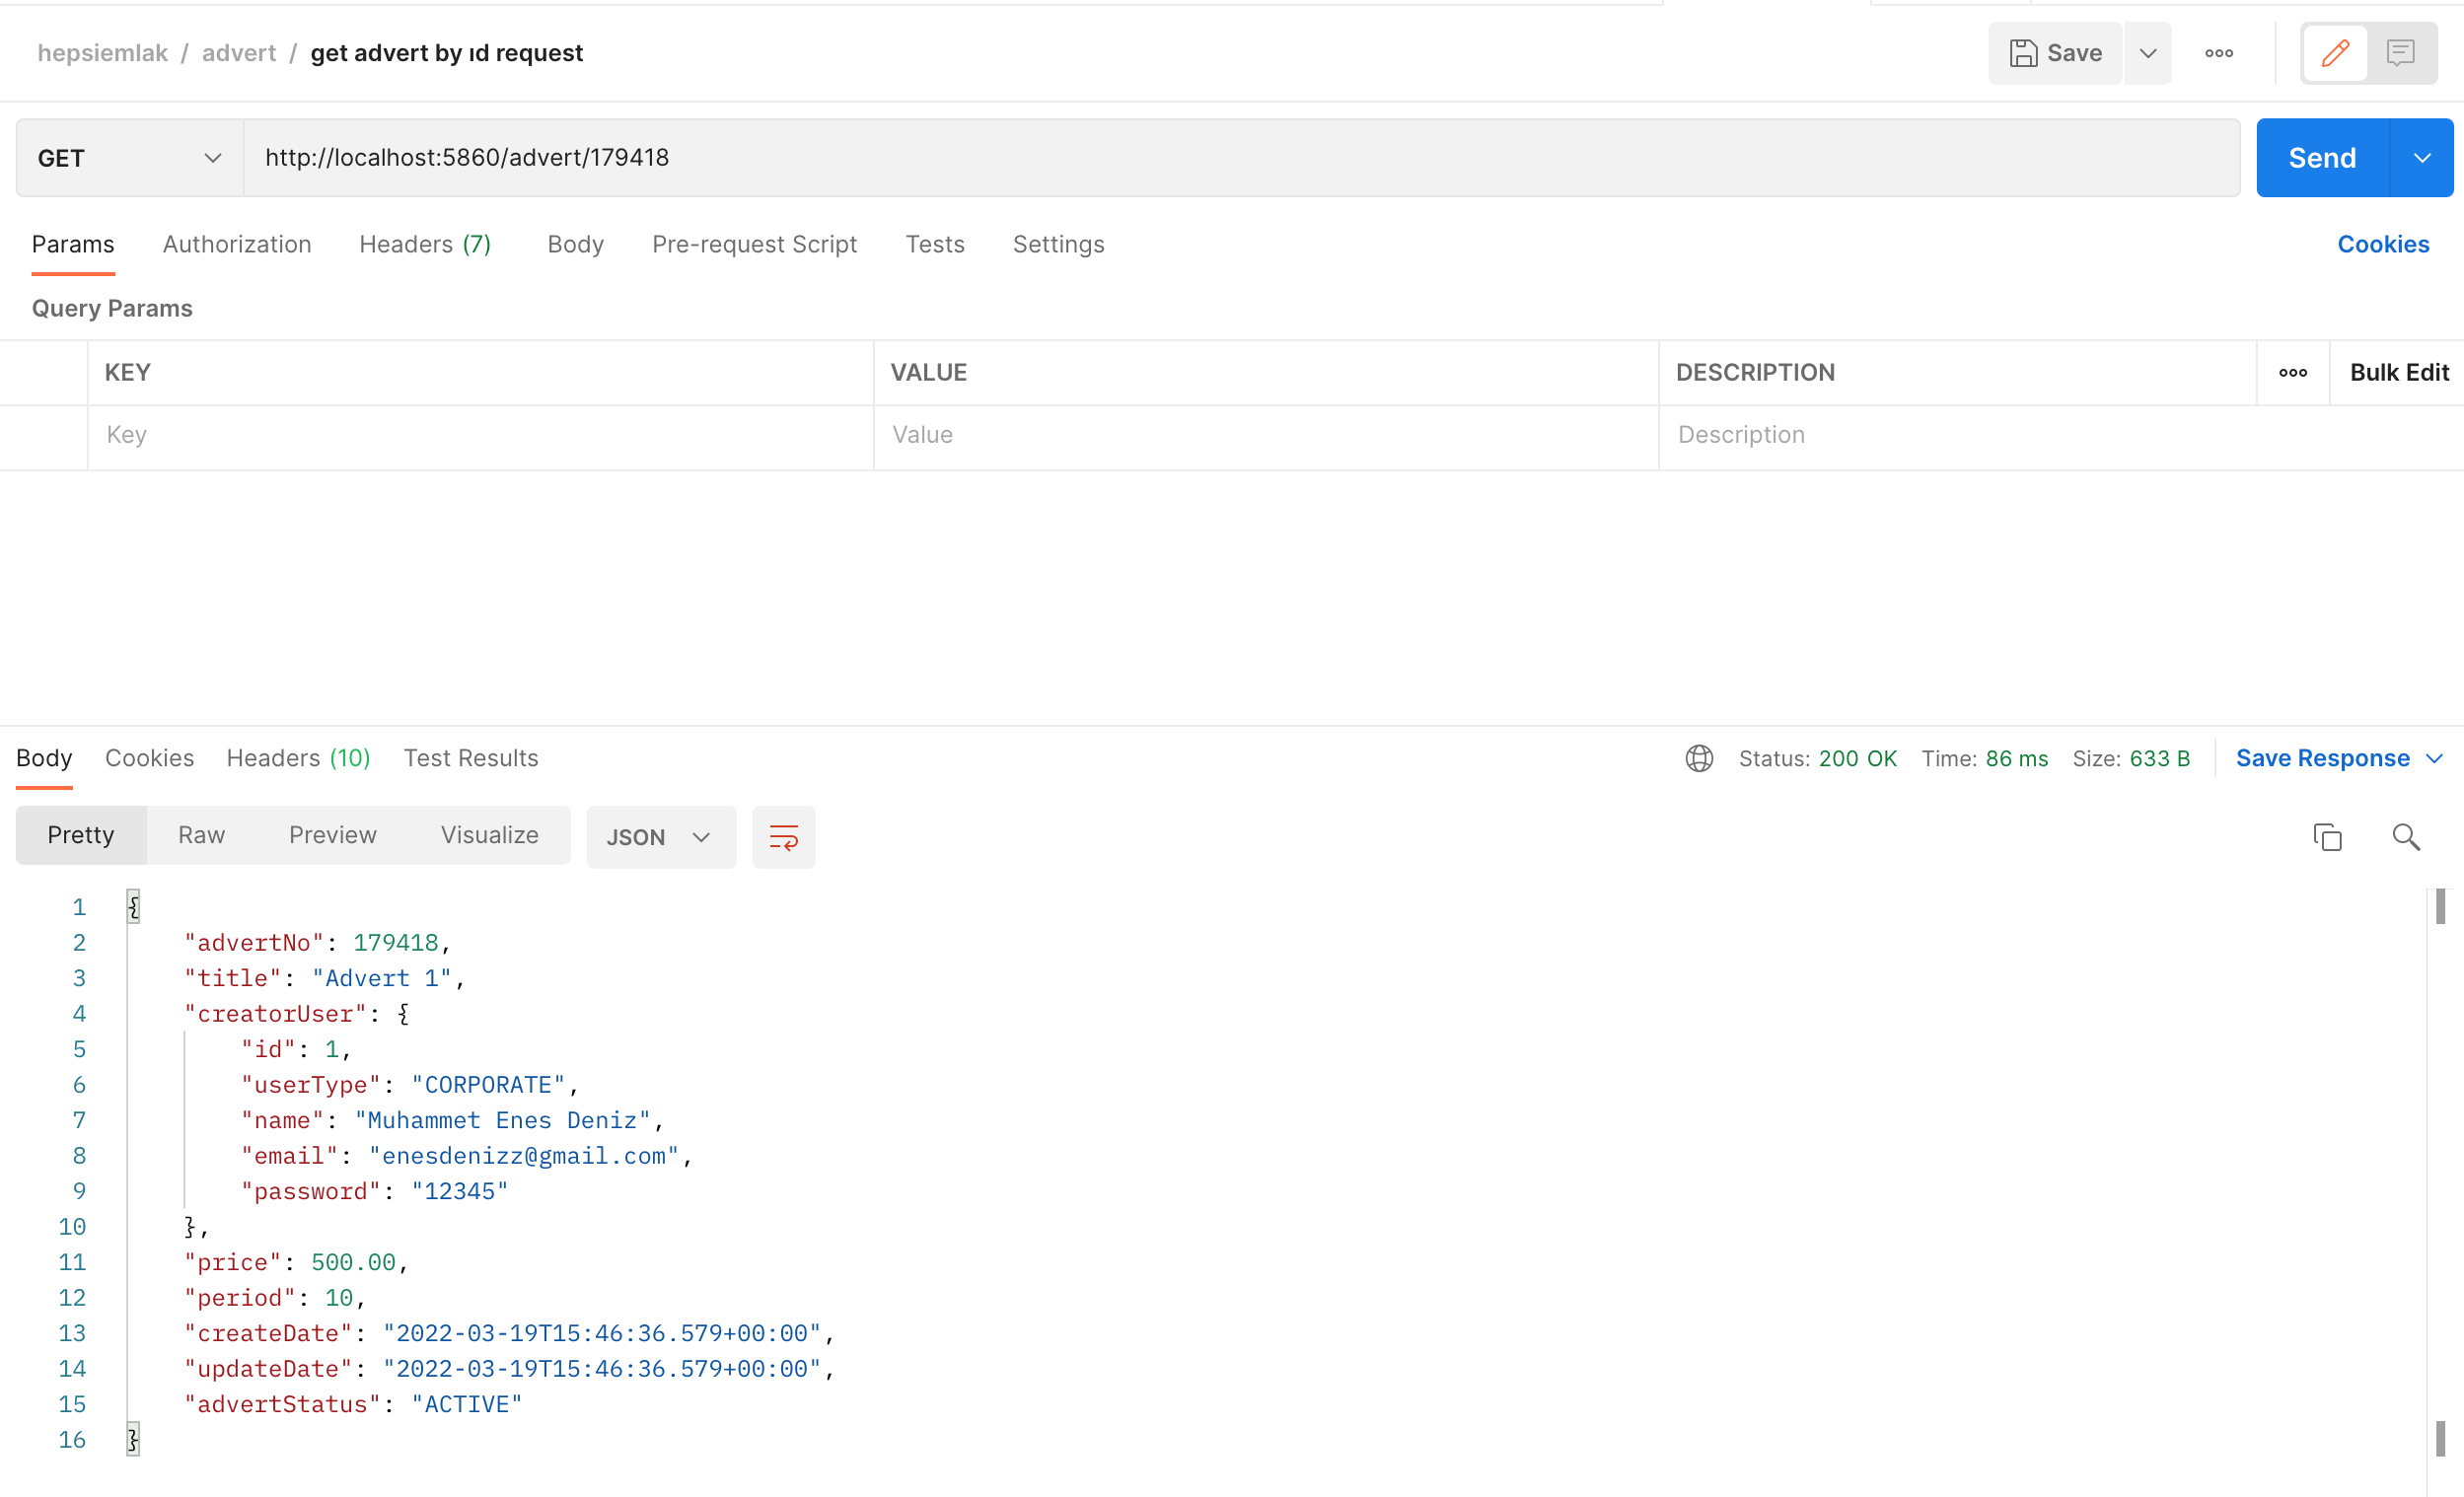 hepsiemlak / advert / get advert by ıd request
Save
GET http://localhost:5860/advert/179418 Send
Params Authorization Headers (7) Body Pre-request Script Tests Settings Cookies
Query Params
KEY VALUE DESCRIPTION Bulk Edit
Key Value Description
Body Cookies Headers (10) Test Results Status: 200 OK Time: 86 ms Size: 633 B Save Response
Pretty Raw Preview Visualize JSON
1 {
2 "advertNo": 179418,
3 "title": "Advert 1",
4 "creatorUser": {
5 "id": 1,
6 "userType": "CORPORATE",
7 "name": "Muhammet Enes Deniz",
8 "email": "enesdenizz@gmail.com",
9 "password": "12345"
10 },
11 "price": 500.00,
12 "period": 10,
13 "createDate": "2022-03-19T15:46:36.579+00:00",
14 "updateDate": "2022-03-19T15:46:36.579+00:00",
15 "advertStatus": "ACTIVE"
16 }